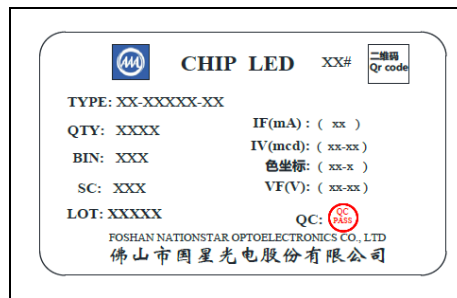 CHIP LED XX# 二维码
Qr code
TYPE: XX-XXXXX-XX
QTY: XXXX IF(mA) : ( xx )
IV(mcd): ( xx-xx )
BIN: XXX 色坐标: ( xx-x )
SC: XXX VF(V): ( xx-xx )
LOT: XXXXX QC: QC
PASS
FOSHAN NATIONSTAR OPTOELECTRONICS CO., LTD
佛山市国星光电股份有限公司